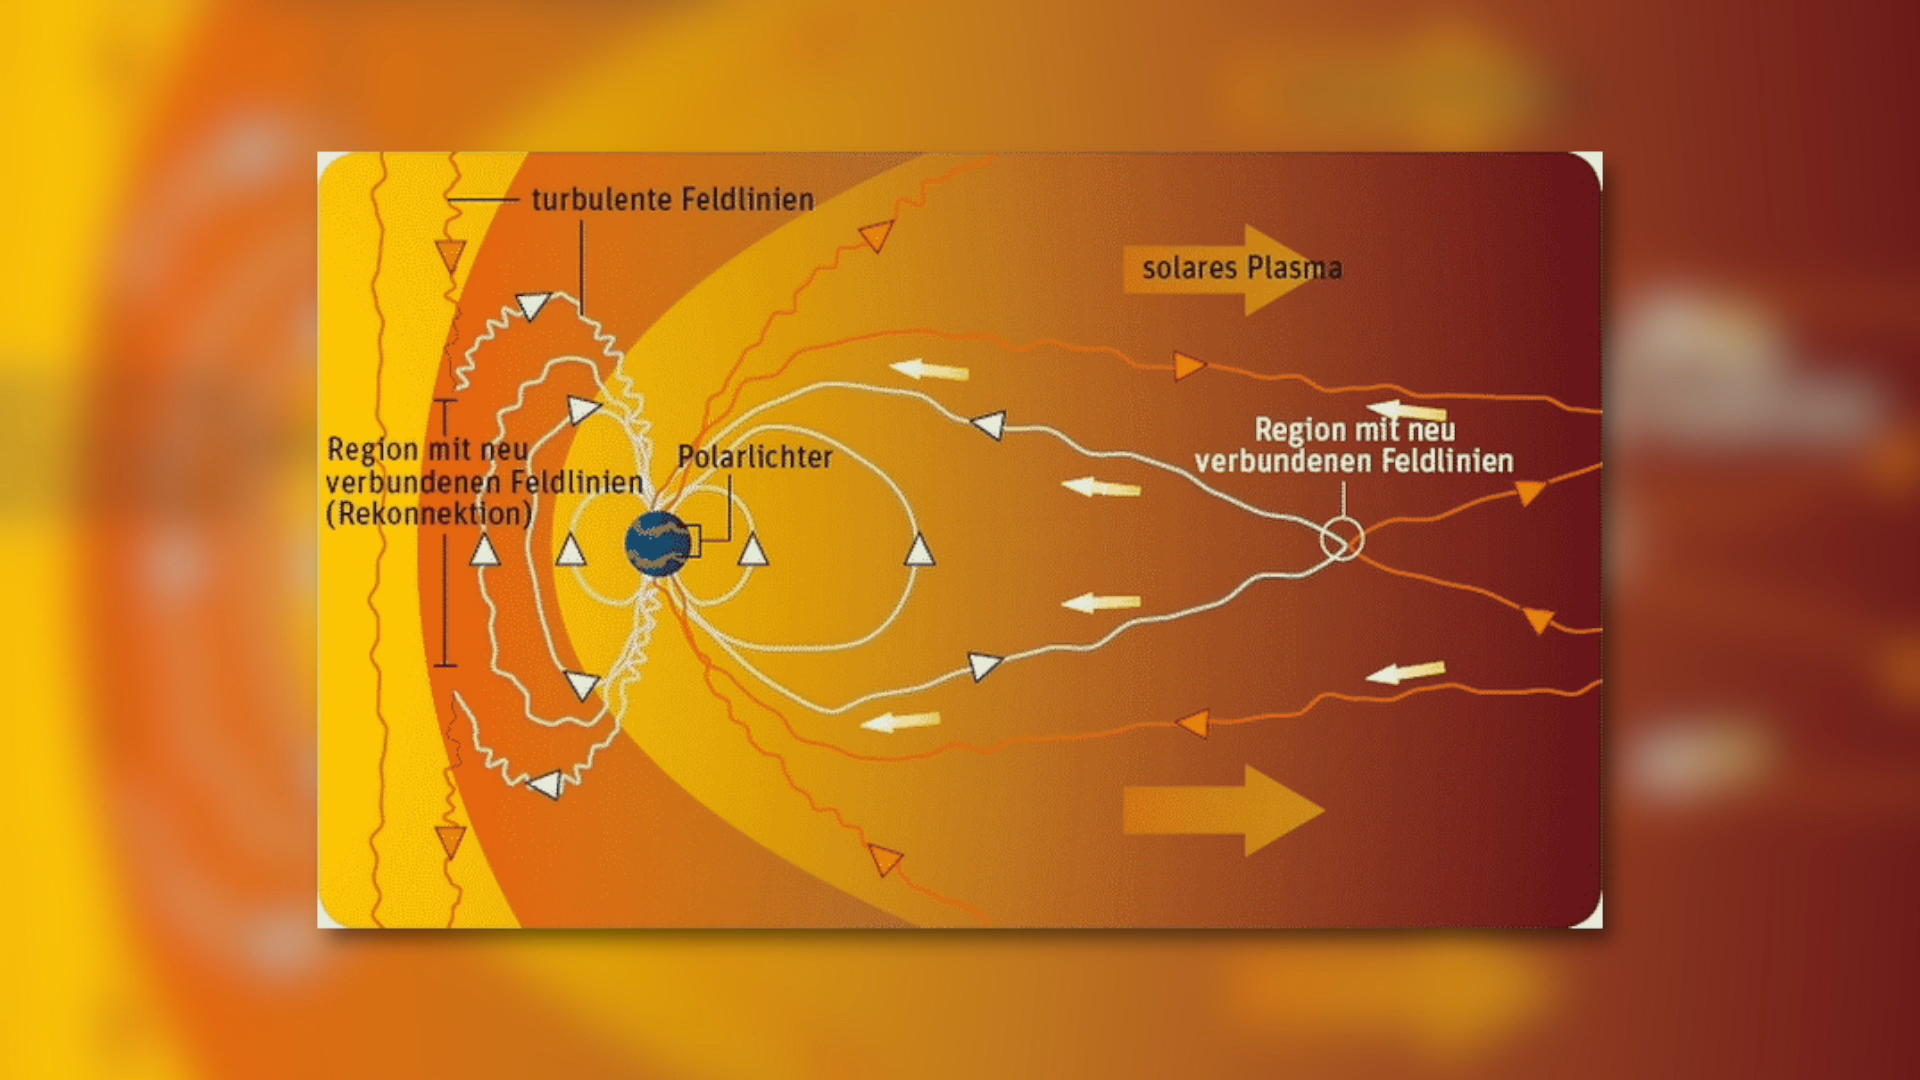 turbulente Feldlinien
solares Plasma
Region mit neu
verbundenen Feldlinien
(Rekonnektion)
Polarlichter
Region mit neu
verbundenen Feldlinien